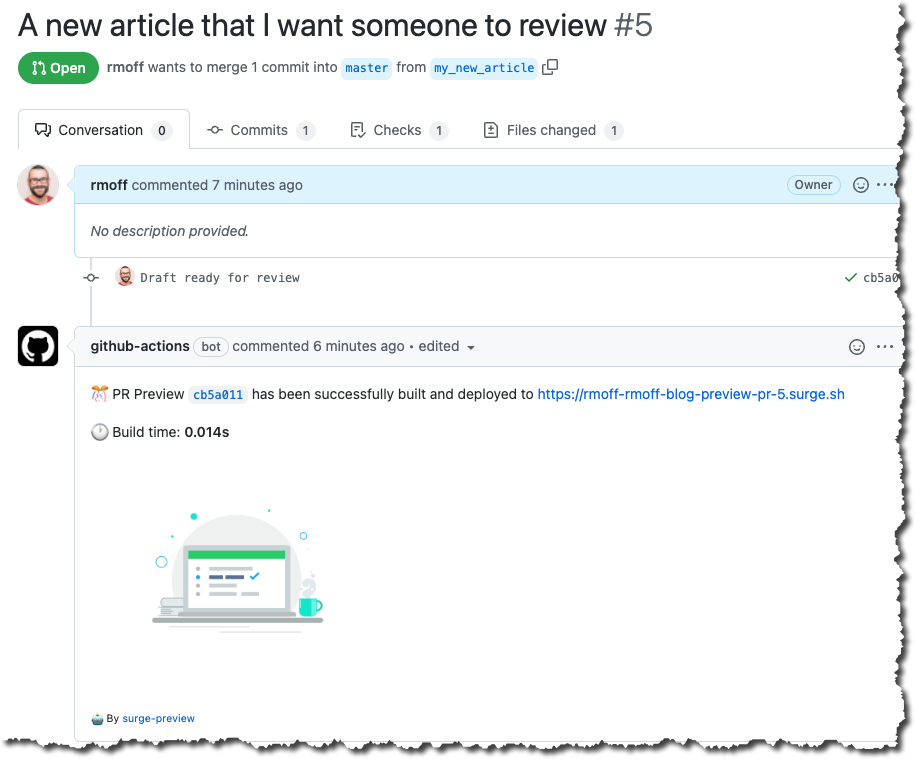 A new article that I want someone to review #5
Open rmoff wants to merge 1 commit into master from my_new_article
Conversation 0 Commits 1 Checks 1 Files changed 1
rmoff commented 7 minutes ago Owner
No description provided.
Draft ready for review cb5a0
github-actions bot commented 6 minutes ago • edited
PR Preview cb5a011 has been successfully built and deployed to https://rmoff-rmoff-blog-preview-pr-5.surge.sh
Build time: 0.014s
By surge-preview